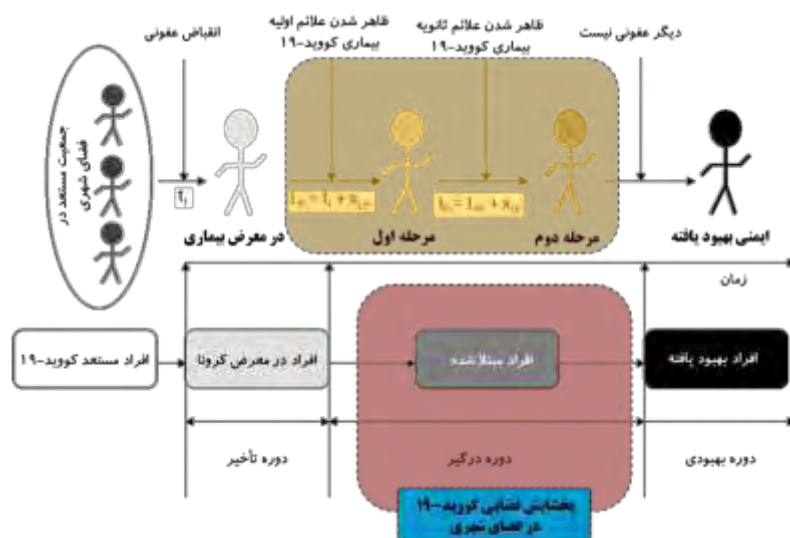 انقباض عفونی
ظاهر شدن علائم اولیه
بیماری کووید-۱۹
ظاهر شدن علائم ثانویه
بیماری کووید-۱۹
دیگر عفونی نیست
جمعیت مستعد در
فضای شهری
در معرض بیماری
مرحله اول
مرحله دوم
ایمنی بهبود یافته
زمان
افراد مستعد کووید-۱۹
افراد در معرض کرونا
افراد مبتلا شده
افراد بهبود یافته
دوره تأخیر
دوره درگیر
دوره بهبودی
پخشایش فضایی کووید-۱۹
در فضای شهری